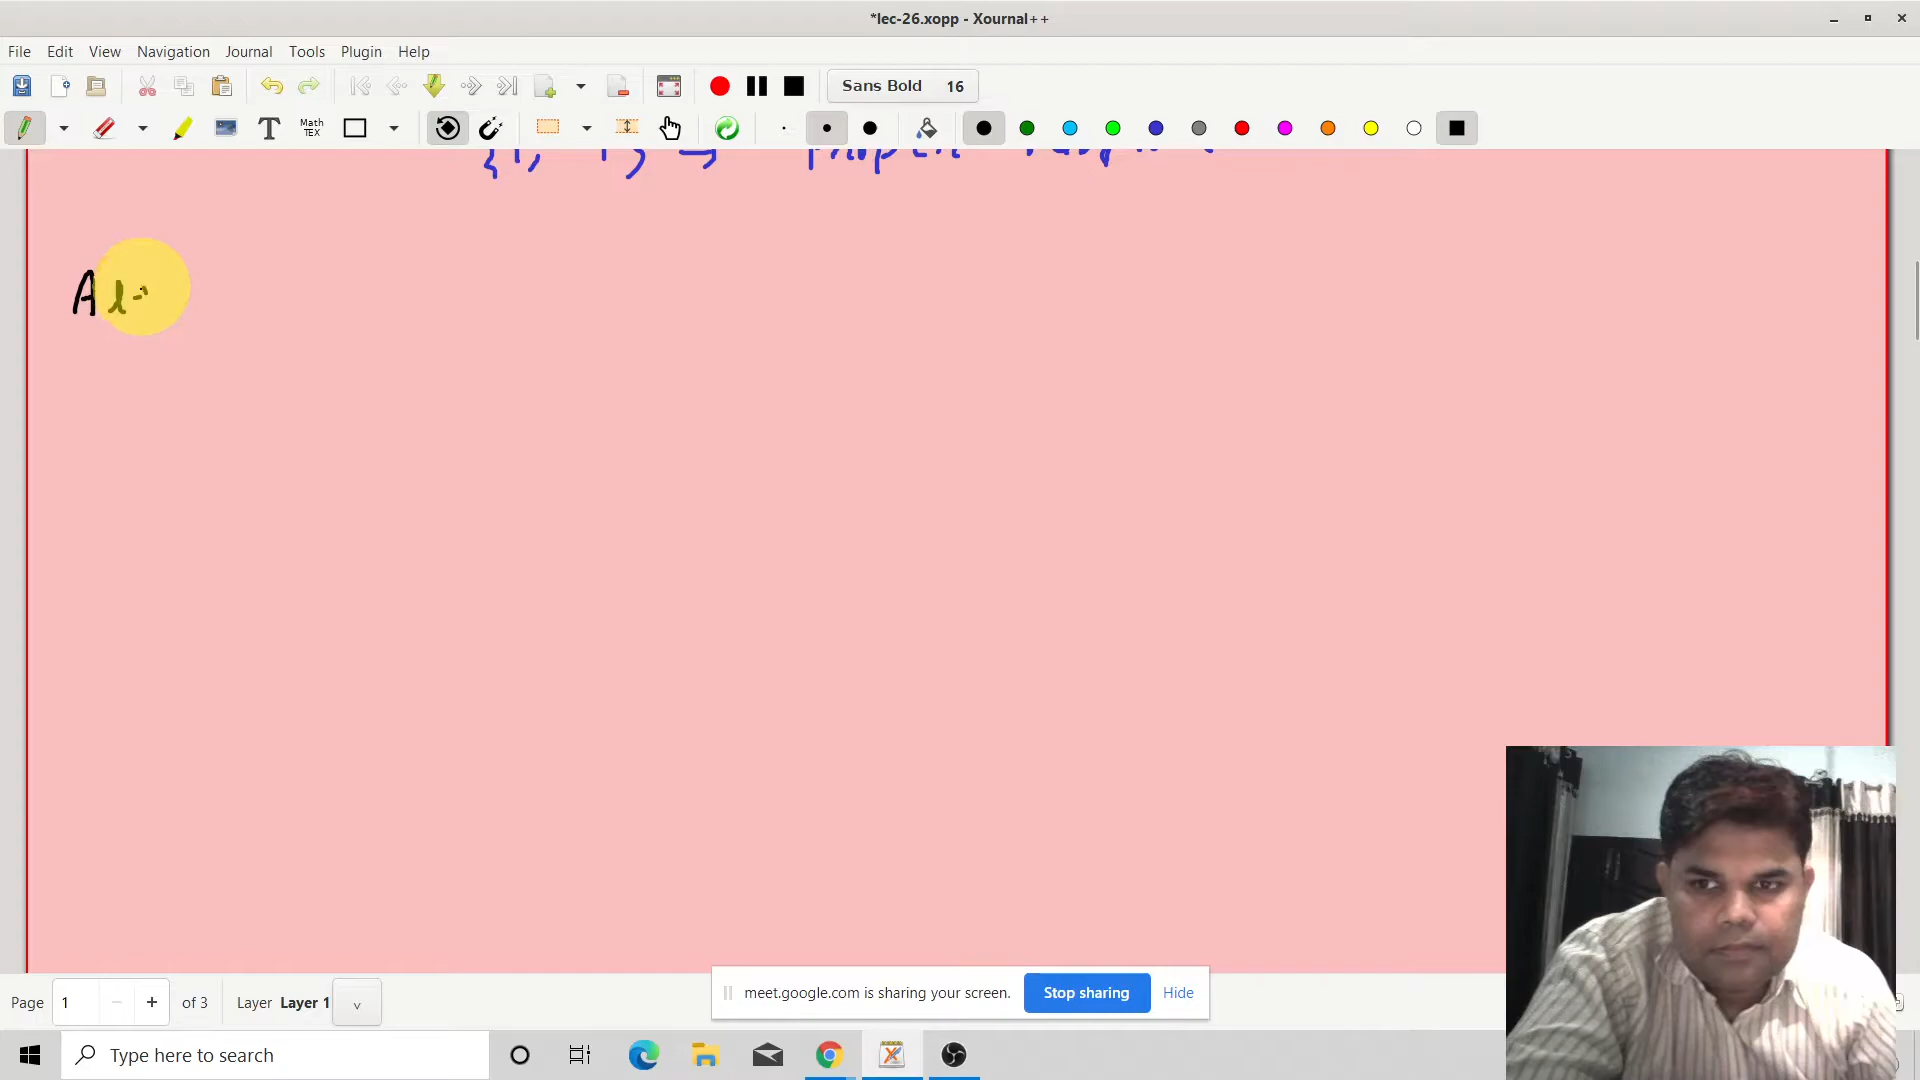 *lec-26.xopp - Xournal++
File Edit View Navigation Journal Tools Plugin Help
Sans Bold 16
Math
TEX
T
A
Page 1 of 3 Layer Layer 1
meet.google.com is sharing your screen. Stop sharing Hide
Type here to search